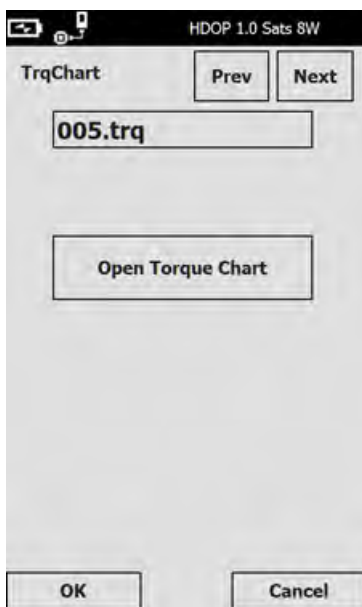 HDOP 1.0 Sats 8W
TrqChart Prev Next
005.trq
Open Torque Chart
OK Cancel